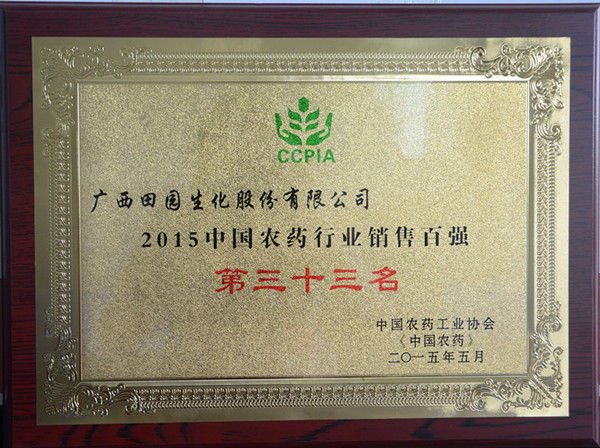 CCPIA
广西田园生化股份有限公司
2015中国农药行业销售百强
第三十三名
中国农药工业协会
《中国农药》
二〇一五年五月